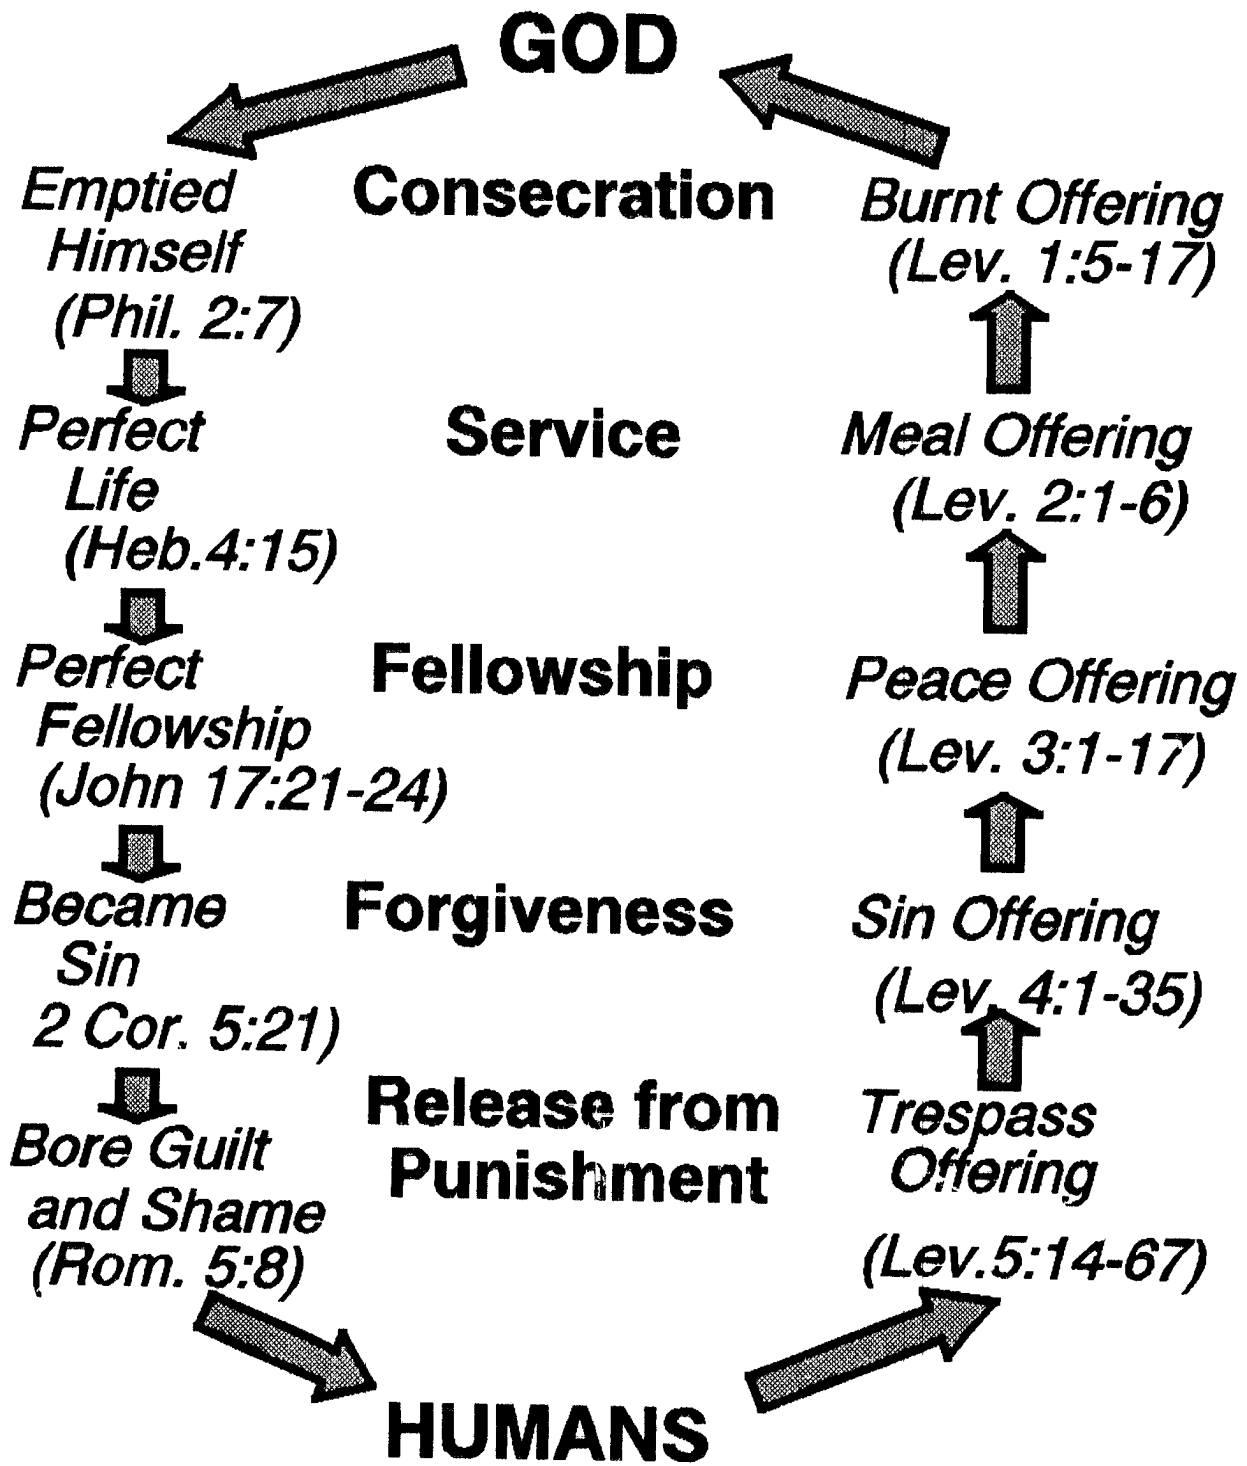 GOD
Emptied
Himself
(Phil. 2:7)
Consecration
Burnt Offering
(Lev. 1:5-17)
Perfect
Life
(Heb.4:15)
Service
Meal Offering
(Lev. 2:1-6)
Perfect
Fellowship
(John 17:21-24)
Fellowship
Peace Offering
(Lev. 3:1-17)
Became
Sin
2 Cor. 5:21)
Forgiveness
Sin Offering
(Lev. 4:1-35)
Bore Guilt
and Shame
(Rom. 5:8)
Release from
Punishment
Trespass
Offering
(Lev.5:14-67)
HUMANS